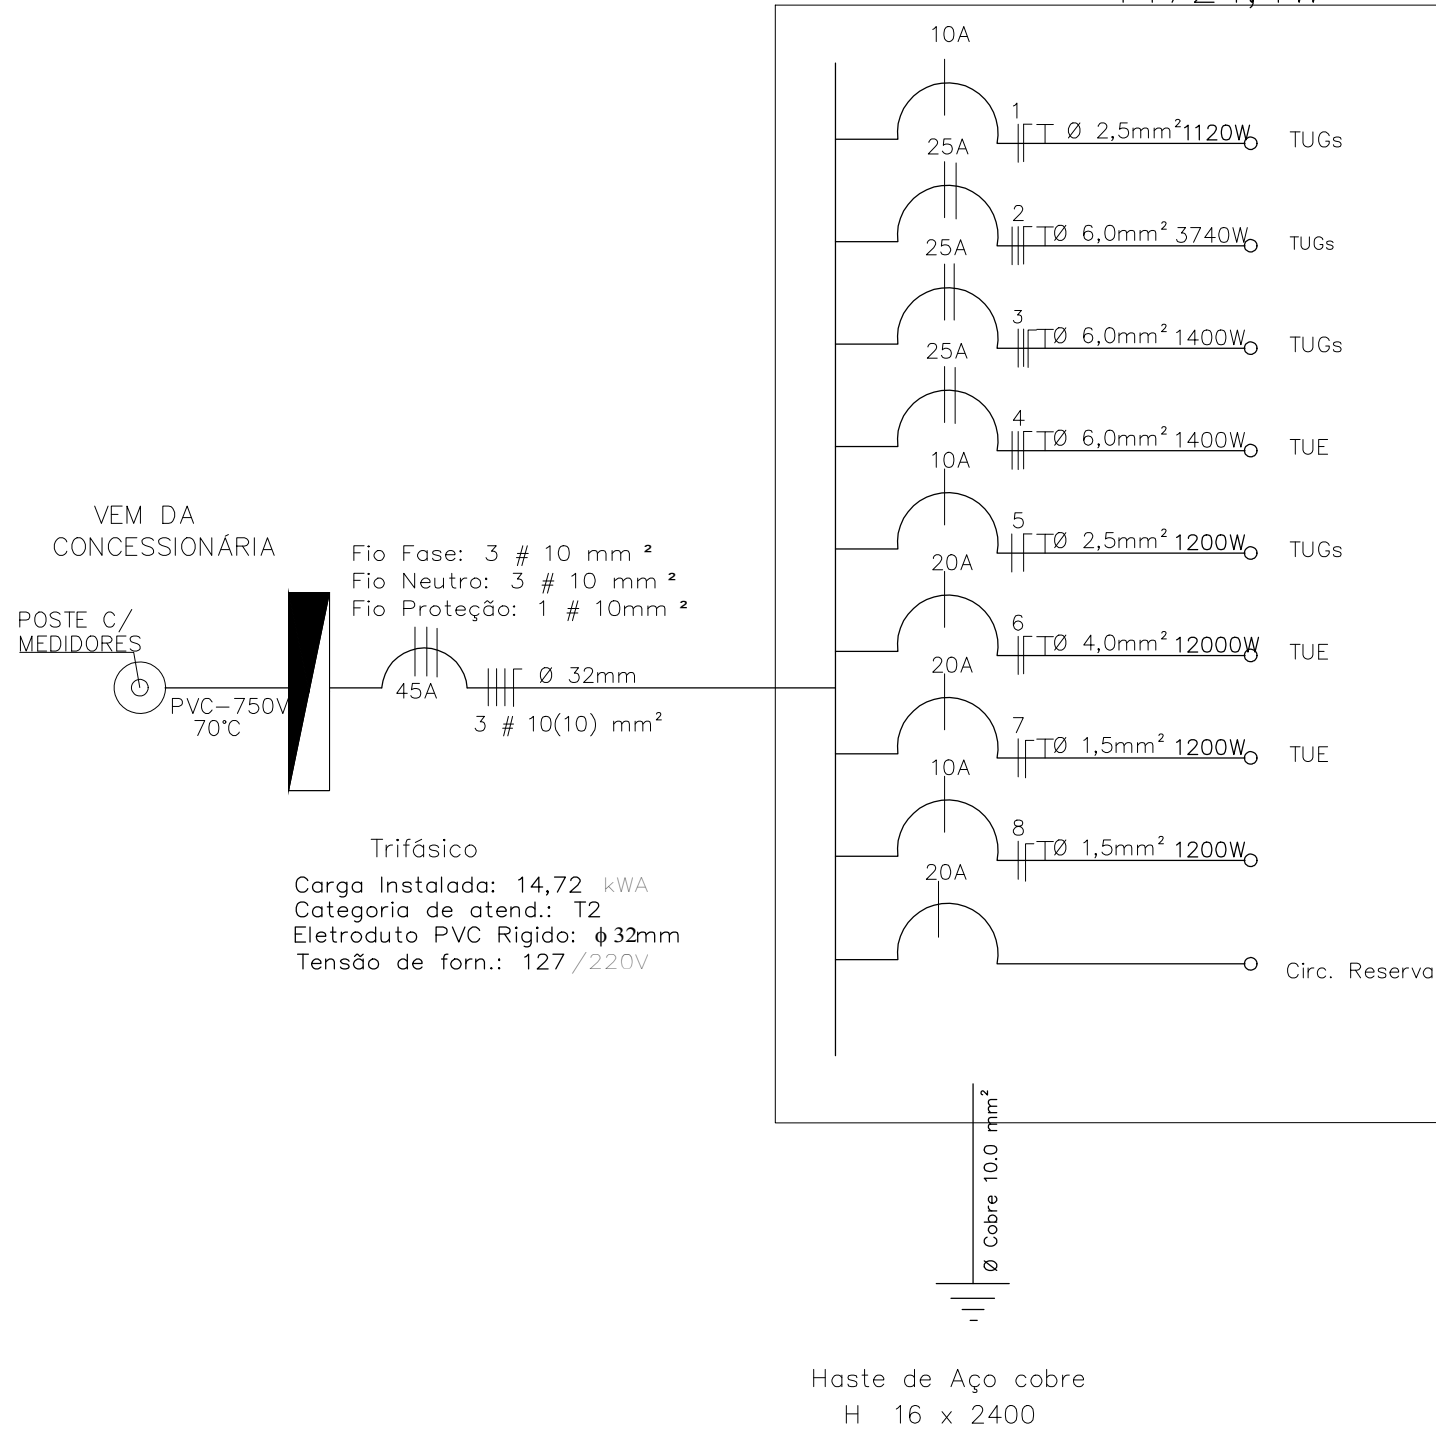 10A
1
Ø 2,5mm² 1120W
TUGs
25A
2
Ø 6,0mm² 3740W
TUGs
25A
3
Ø 6,0mm² 1400W
TUGs
25A
4
Ø 6,0mm² 1400W
TUE
10A
5
Ø 2,5mm² 1200W
TUGs
20A
6
Ø 4,0mm² 12000W
TUE
20A
7
Ø 1,5mm² 1200W
TUE
10A
8
Ø 1,5mm² 1200W
20A
Circ. Reserva
VEM DA
CONCESSIONÁRIA
POSTE C/
MEDIDORES
PVC-750V
70°C
Fio Fase: 3 # 10 mm ²
Fio Neutro: 3 # 10 mm ²
Fio Proteção: 1 # 10mm ²
45A
Ø 32mm
3 # 10(10) mm²
Trifásico
Carga Instalada: 14,72 kWA
Categoria de atend.: T2
Eletroduto PVC Rigido: ϕ 32mm
Tensão de forn.: 127 /220V
Ø Cobre 10.0 mm²
Haste de Aço cobre
H 16 x 2400